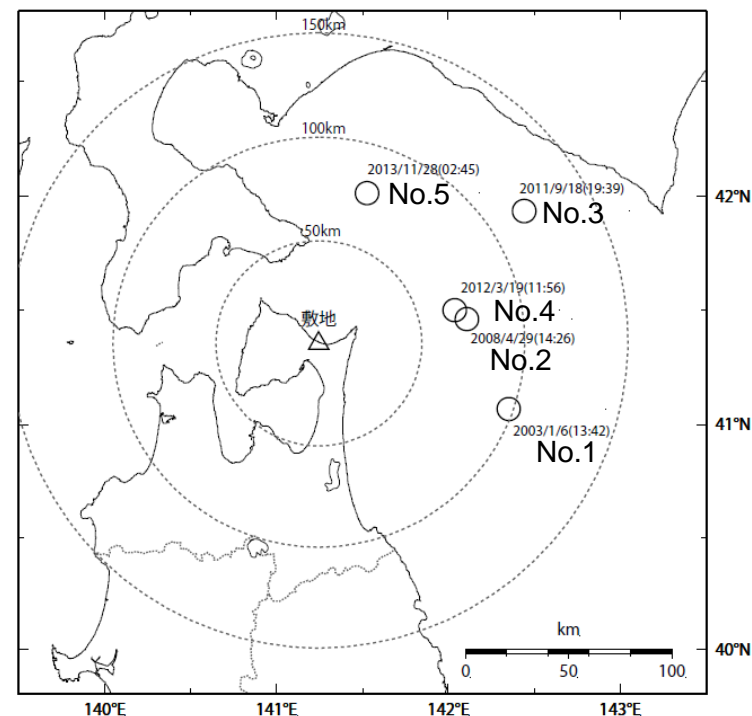 150km
100km
2013/11/28(02:45)
No.5
2011/9/18(19:39)
No.3
42°N
50km
2012/3/19(11:56)
No.4
敷地
2008/4/29(14:26)
No.2
41°N
2003/1/6(13:42)
No.1
km
0 50 100
40°N
140°E 141°E 142°E 143°E